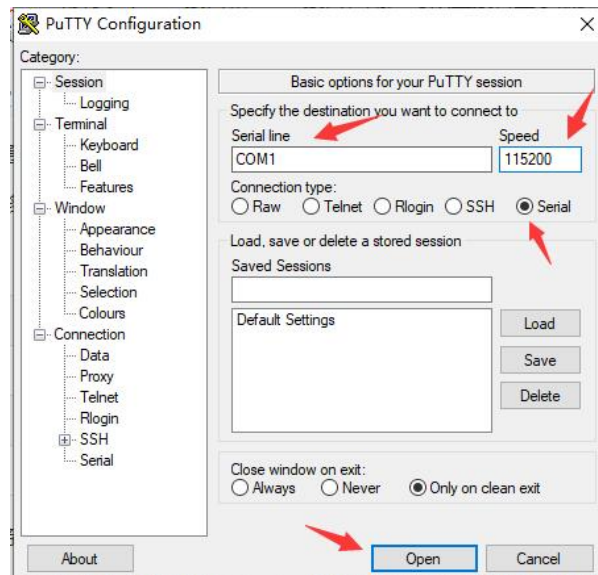 PuTTY Configuration
Category:
Session
Logging
Terminal
Keyboard
Bell
Features
Window
Appearance
Behaviour
Translation
Selection
Colours
Connection
Data
Proxy
Telnet
Rlogin
SSH
Serial
Basic options for your PuTTY session
Specify the destination you want to connect to
Serial line Speed
COM1 115200
Connection type:
Raw Telnet Rlogin SSH Serial
Load, save or delete a stored session
Saved Sessions
Default Settings
Load
Save
Delete
Close window on exit:
Always Never Only on clean exit
About Open Cancel